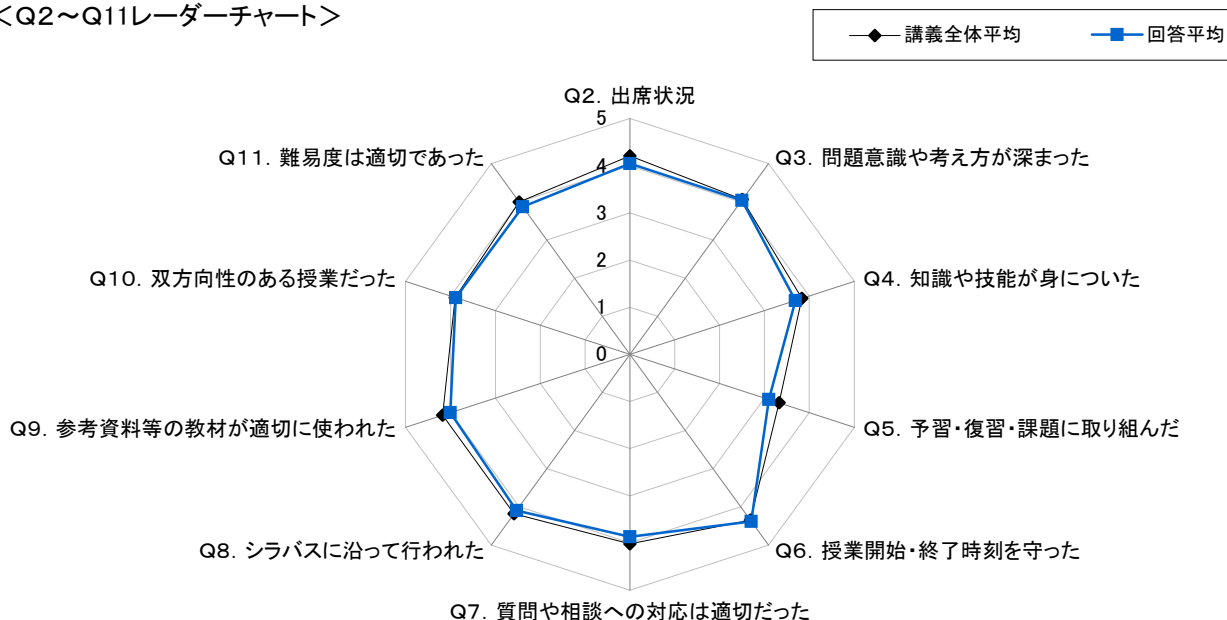 ＜Q2～Q11レーダーチャート＞
講義全体平均
回答平均
Q2. 出席状況
Q3. 問題意識や考え方が深まった
Q4. 知識や技能が身についた
Q5. 予習・復習・課題に取り組んだ
Q6. 授業開始・終了時刻を守った
Q7. 質問や相談への対応は適切だった
Q8. シラバスに沿って行われた
Q9. 参考資料等の教材が適切に使われた
Q10. 双方向性のある授業だった
Q11. 難易度は適切であった
5
4
3
2
1
0